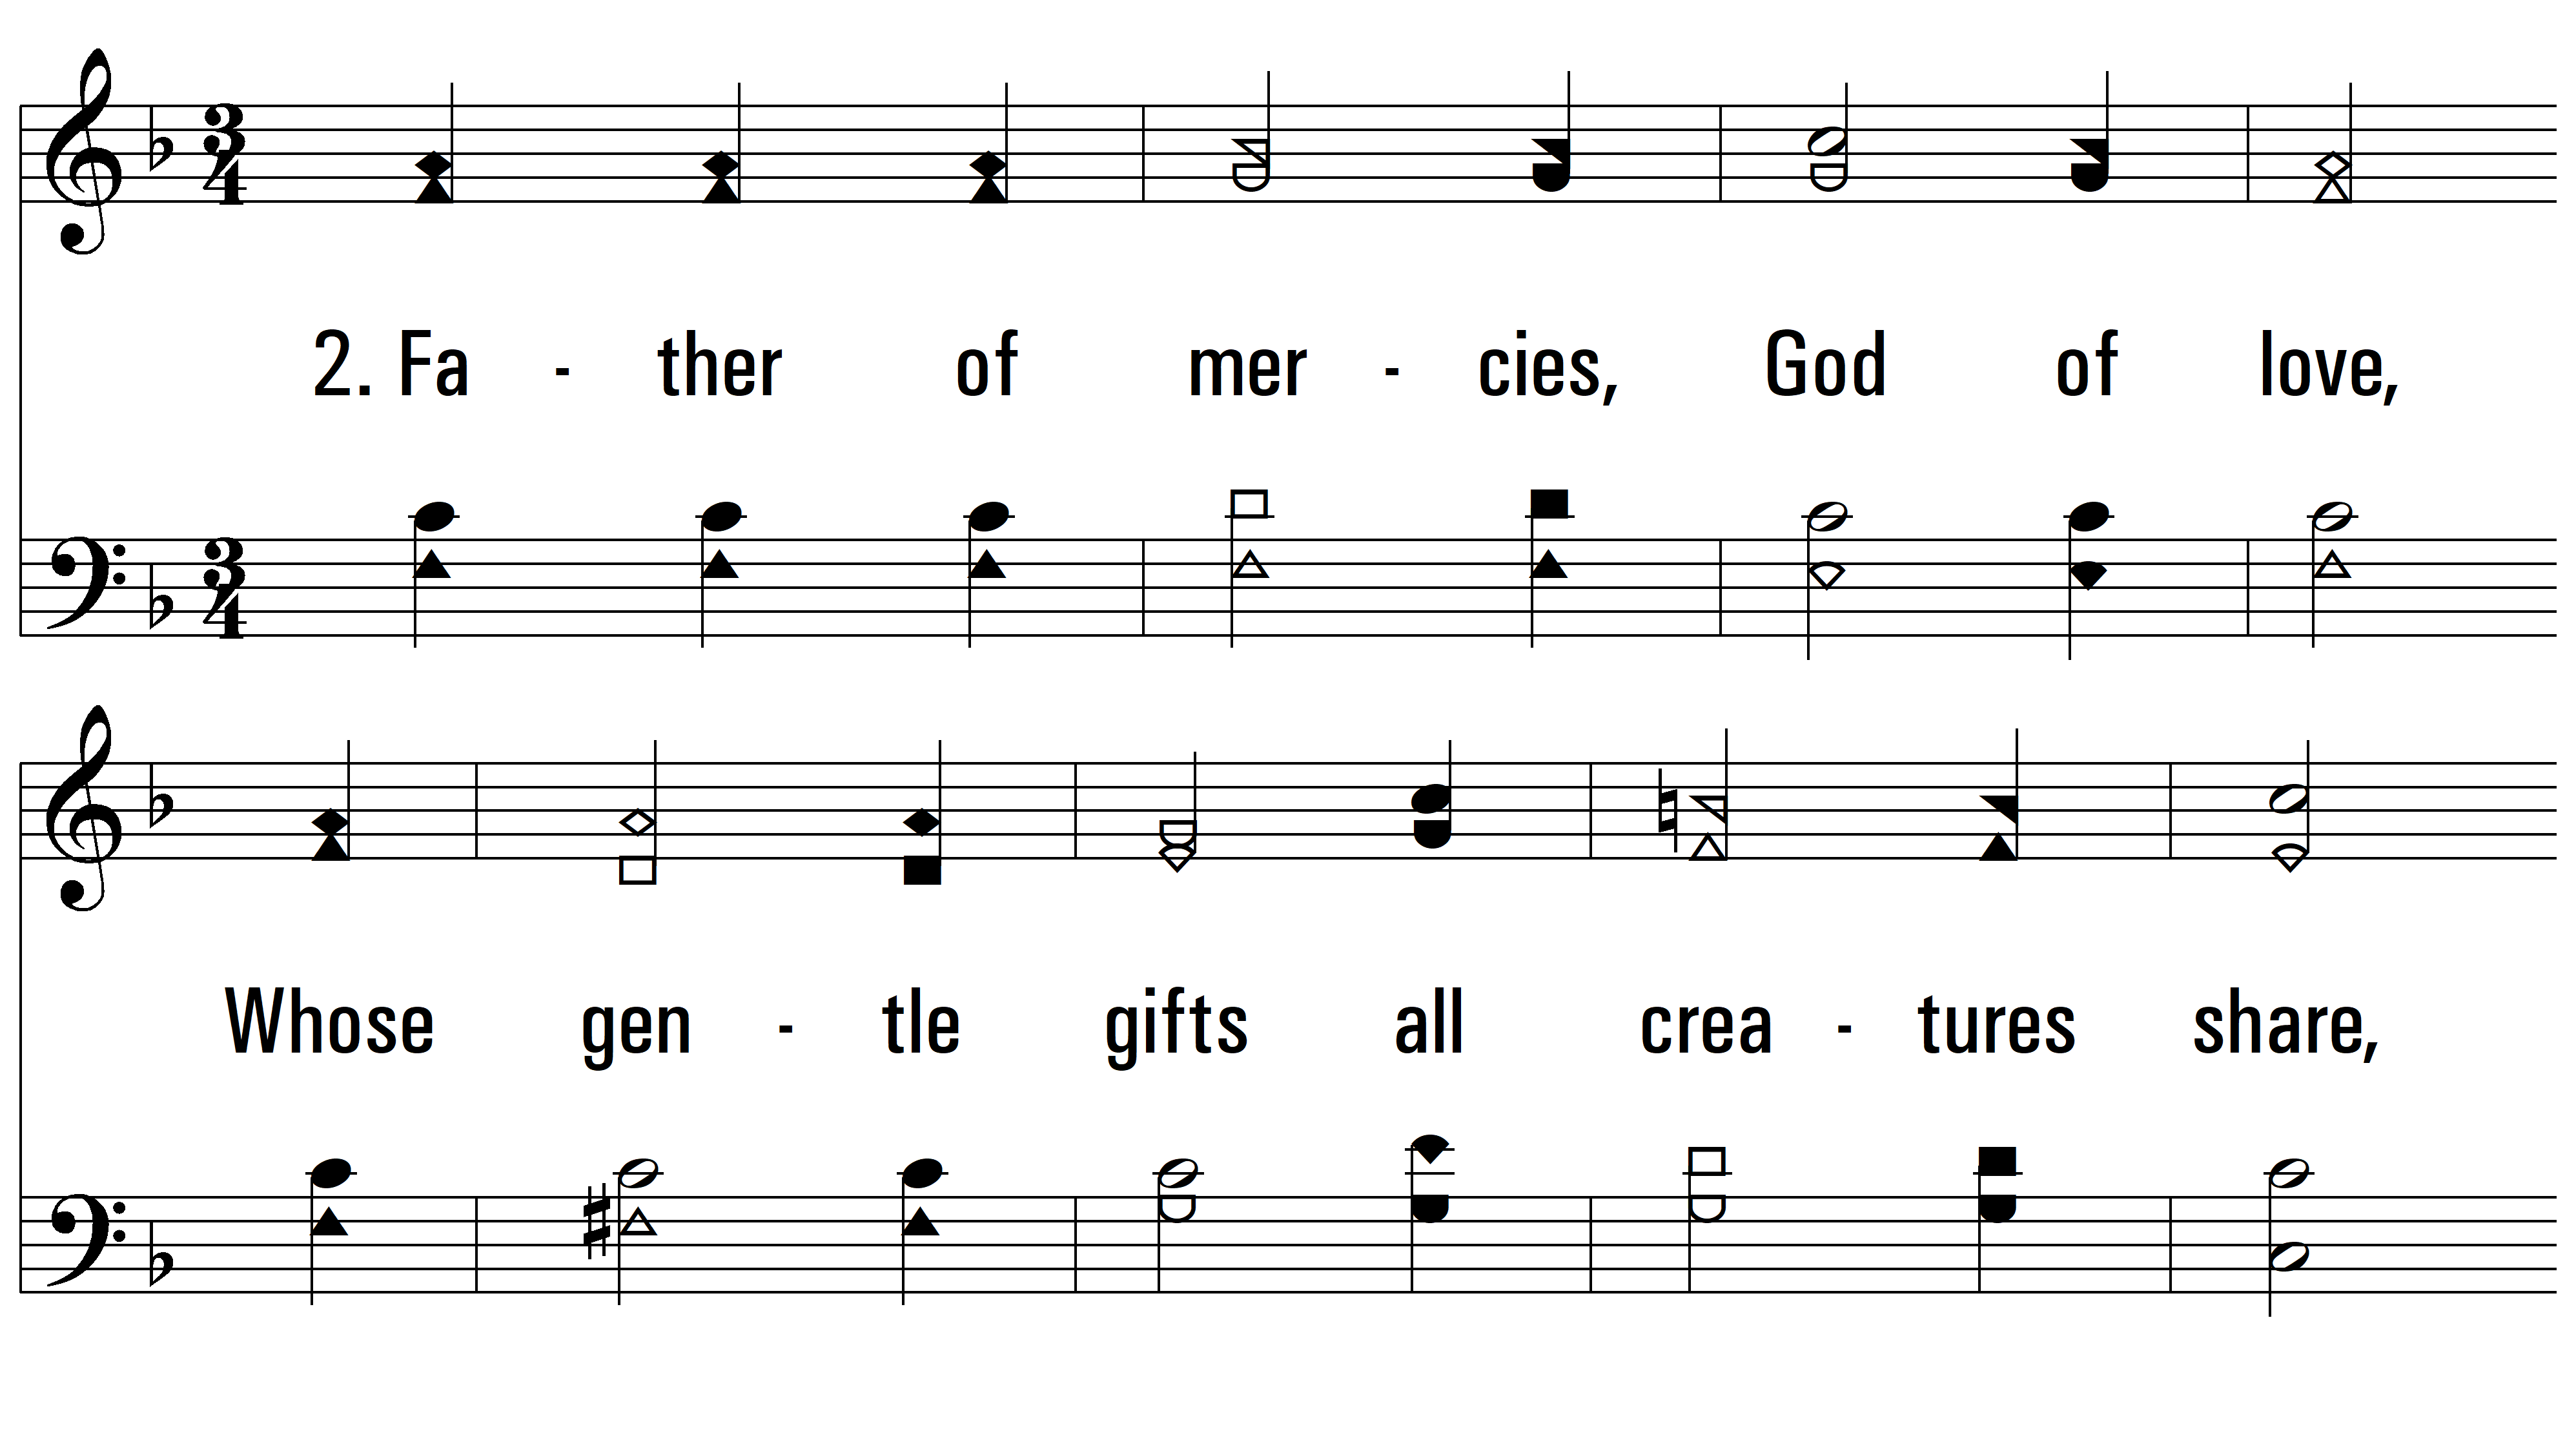 2. Fa - ther of mer - cies, God of love,
Whose gen - tle gifts all crea - tures share,